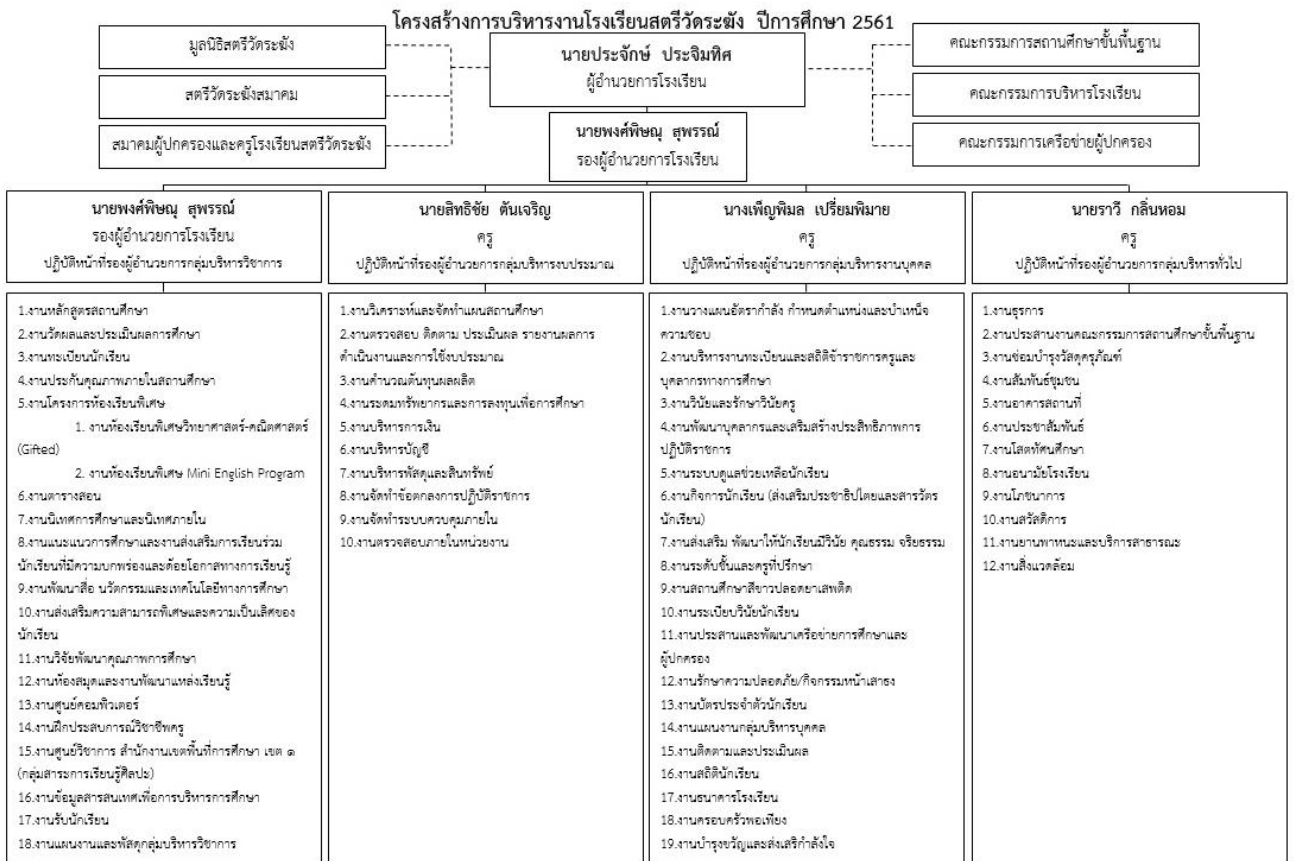 โครงสร้างการบริหารงานโรงเรียนสตรีวัดระฆัง ปีการศึกษา 2561
มูลนิธิสตรีวัดระฆัง
สตรีวัดระฆังสมาคม
สมาคมผู้ปกครองและครูโรงเรียนสตรีวัดระฆัง
นายประจักษ์ ประจิมทิศ
ผู้อำนวยการโรงเรียน
นายพงศ์พิษณุ สุพรรณ์
รองผู้อำนวยการโรงเรียน
คณะกรรมการสถานศึกษาขั้นพื้นฐาน
คณะกรรมการบริหารโรงเรียน
คณะกรรมการเครือข่ายผู้ปกครอง
นายพงศ์พิษณุ สุพรรณ์
รองผู้อำนวยการโรงเรียน
ปฏิบัติหน้าที่รองผู้อำนวยการกลุ่มบริหารวิชาการ
1.งานหลักสูตรสถานศึกษา
2.งานวัดผลและประเมินผลการศึกษา
3.งานทะเบียนนักเรียน
4.งานประกันคุณภาพภายในสถานศึกษา
5.งานโครงการห้องเรียนพิเศษ
1. งานห้องเรียนพิเศษวิทยาศาสตร์-คณิตศาสตร์
(Gifted)
2. งานห้องเรียนพิเศษ Mini English Program
6.งานตารางสอน
7.งานนิเทศการศึกษาและนิเทศภายใน
8.งานแนะแนวการศึกษาและงานส่งเสริมการเรียนร่วม
นักเรียนที่มีความบกพร่องและด้อยโอกาสทางการเรียนรู้
9.งานพัฒนาสื่อ นวัตกรรมและเทคโนโลยีทางการศึกษา
10.งานส่งเสริมความสามารถพิเศษและความเป็นเลิศของ
นักเรียน
11.งานวิจัยพัฒนาคุณภาพการศึกษา
12.งานห้องสมุดและงานพัฒนาแหล่งเรียนรู้
13.งานศูนย์คอมพิวเตอร์
14.งานฝึกประสบการณ์วิชาชีพครู
15.งานศูนย์วิชาการ สำนักงานเขตพื้นที่การศึกษา เขต ๑
(กลุ่มสาระการเรียนรู้ศิลปะ)
16.งานข้อมูลสารสนเทศเพื่อการบริหารการศึกษา
17.งานรับนักเรียน
18.งานแผนงานและพัสดุกลุ่มบริหารวิชาการ
นายสิทธิชัย ตันเจริญ
ครู
ปฏิบัติหน้าที่รองผู้อำนวยการกลุ่มบริหารงบประมาณ
1.งานวิเคราะห์และจัดทำแผนสถานศึกษา
2.งานตรวจสอบ ติดตาม ประเมินผล รายงานผลการ
ดำเนินงานและการใช้งบประมาณ
3.งานคำนวณต้นทุนผลผลิต
4.งานระดมทรัพยากรและการลงทุนเพื่อการศึกษา
5.งานบริหารการเงิน
6.งานบริหารบัญชี
7.งานบริหารพัสดุและสินทรัพย์
8.งานจัดทำข้อตกลงการปฏิบัติราชการ
9.งานจัดทำระบบควบคุมภายใน
10.งานตรวจสอบภายในหน่วยงาน
นางเพ็ญพิมล เปรี่ยมพิมาย
ครู
ปฏิบัติหน้าที่รองผู้อำนวยการกลุ่มบริหารงานบุคคล
1.งานวางแผนอัตรากำลัง กำหนดตำแหน่งและบำเหน็จ
ความชอบ
2.งานบริหารงานทะเบียนและสถิติข้าราชการครูและ
บุคลากรทางการศึกษา
3.งานวินัยและรักษาวินัยครู
4.งานพัฒนาบุคลากรและเสริมสร้างประสิทธิภาพการ
ปฏิบัติราชการ
5.งานระบบดูแลช่วยเหลือนักเรียน
6.งานกิจการนักเรียน (ส่งเสริมประชาธิปไตยและสารวัตร
นักเรียน)
7.งานส่งเสริม พัฒนาให้นักเรียนมีวินัย คุณธรรม จริยธรรม
8.งานระดับชั้นและครูที่ปรึกษา
9.งานสถานศึกษาสีขาวปลอดยาเสพติด
10.งานระเบียบวินัยนักเรียน
11.งานประสานและพัฒนาเครือข่ายการศึกษาและ
ผู้ปกครอง
12.งานรักษาความปลอดภัย/กิจกรรมหน้าเสาธง
13.งานบัตรประจำตัวนักเรียน
14.งานแผนงานกลุ่มบริหารบุคคล
15.งานติดตามและประเมินผล
16.งานสถิตินักเรียน
17.งานธนาคารโรงเรียน
18.งานครอบครัวพอเพียง
19.งานบำรุงขวัญและส่งเสริกำลังใจ
นายราวี กลิ่นหอม
ครู
ปฏิบัติหน้าที่รองผู้อำนวยการกลุ่มบริหารทั่วไป
1.งานธุรการ
2.งานประสานงานคณะกรรมการสถานศึกษาขั้นพื้นฐาน
3.งานซ่อมบำรุงวัสดุครุภัณฑ์
4.งานสัมพันธ์ชุมชน
5.งานอาคารสถานที่
6.งานประชาสัมพันธ์
7.งานโสตทัศนศึกษา
8.งานอนามัยโรงเรียน
9.งานโภชนาการ
10.งานสวัสดิการ
11.งานยานพาหนะและบริการสาธารณะ
12.งานสิ่งแวดล้อม